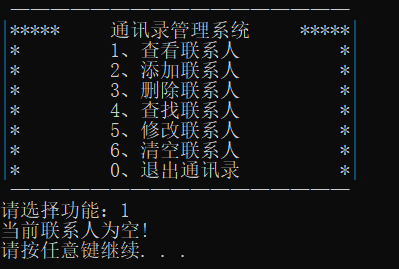 ***** 通讯录管理系统 *****
* 1、查看联系人 *
* 2、添加联系人 *
* 3、删除联系人 *
* 4、查找联系人 *
* 5、修改联系人 *
* 6、清空联系人 *
* 0、退出通讯录 *
请选择功能：1
当前联系人为空!
请按任意键继续. . .